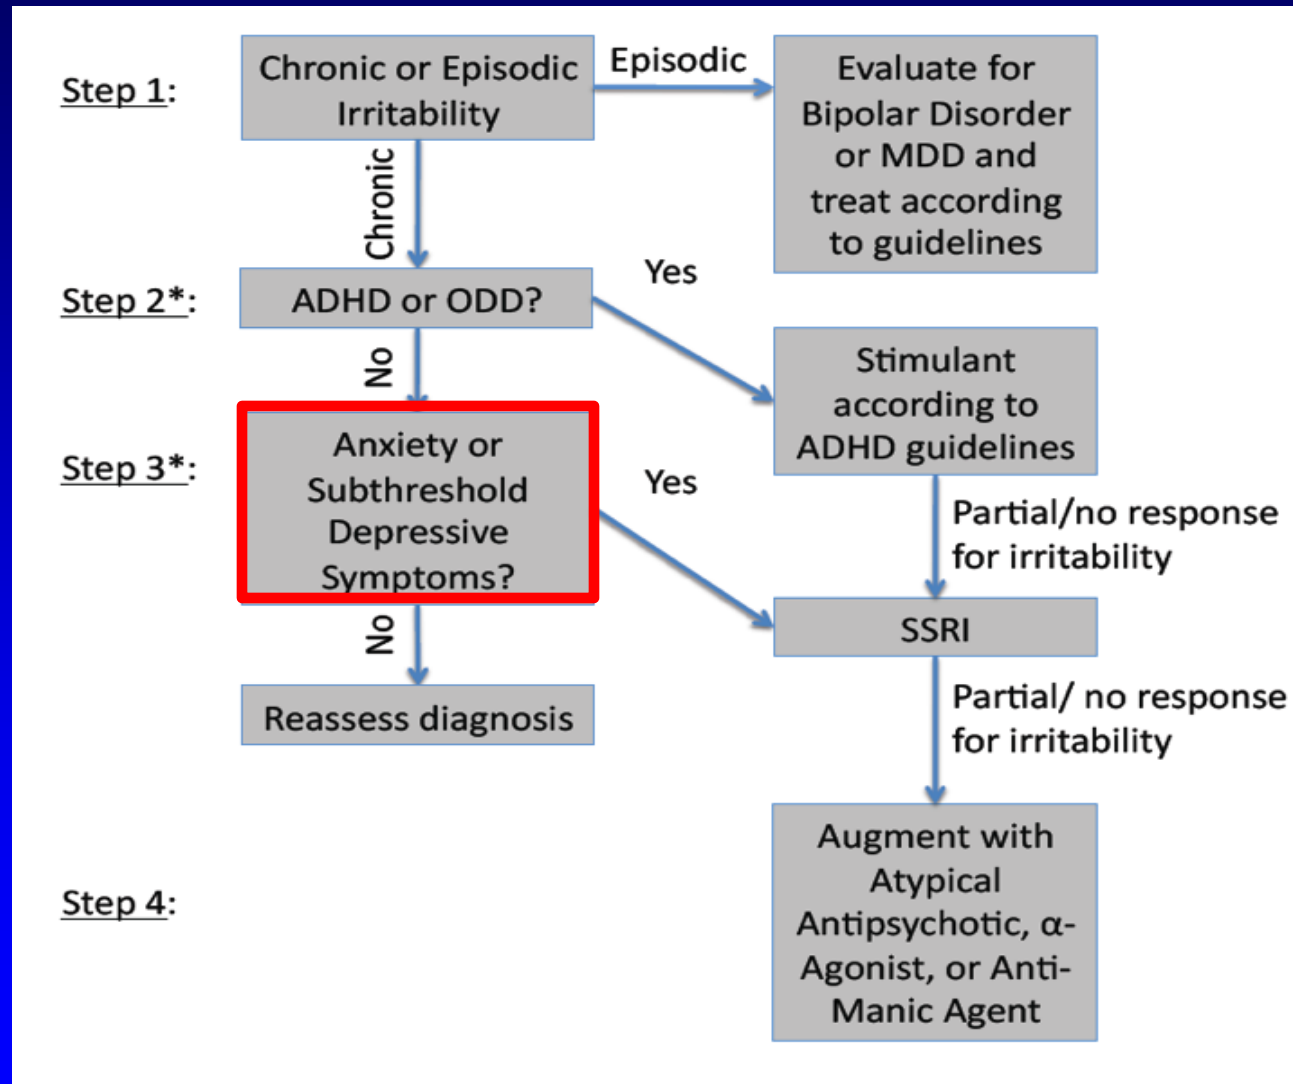 Step 1:
Chronic or Episodic
Irritability
Episodic
Evaluate for
Bipolar Disorder
or MDD and
treat according
to guidelines
Chronic
Step 2*:
ADHD or ODD?
Yes
Stimulant
according to
ADHD guidelines
No
Step 3*:
Anxiety or
Subthreshold
Depressive
Symptoms?
Yes
Partial/no response
for irritability
SSRI
No
Reassess diagnosis
Partial/ no response
for irritability
Step 4:
Augment with
Atypical
Antipsychotic, α-
Agonist, or Anti-
Manic Agent